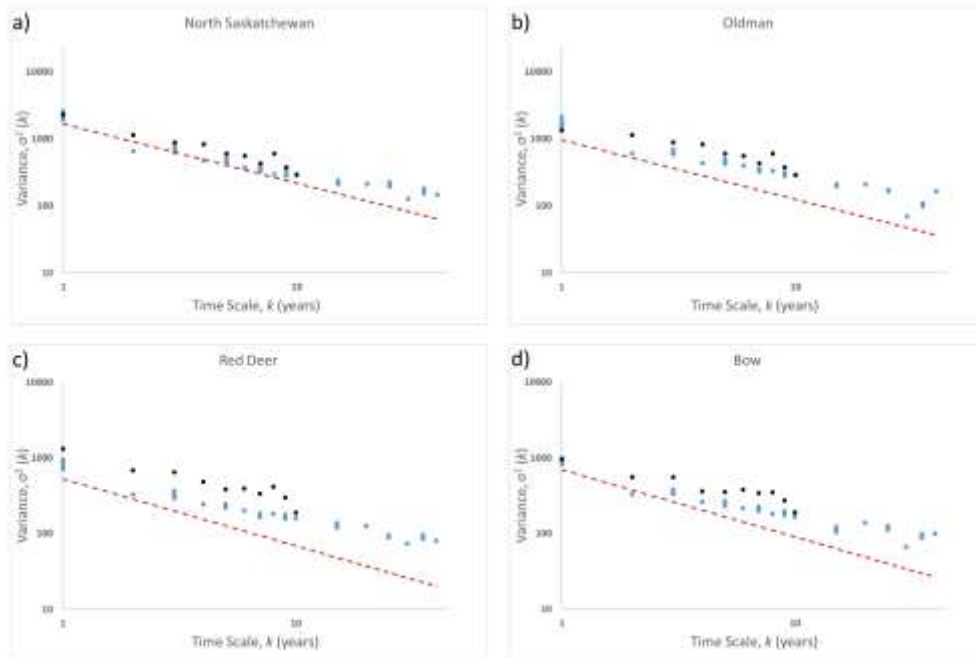 a)
North Saskatchewan
10000
1000
100
10
1
10
Variance, σ² (k)
Time Scale, k (years)
b)
Oldman
10000
1000
100
10
1
10
Variance, σ² (k)
Time Scale, k (years)
c)
Red Deer
10000
1000
100
10
1
10
Variance, σ² (k)
Time Scale, k (years)
d)
Bow
10000
1000
100
10
1
10
Variance, σ² (k)
Time Scale, k (years)